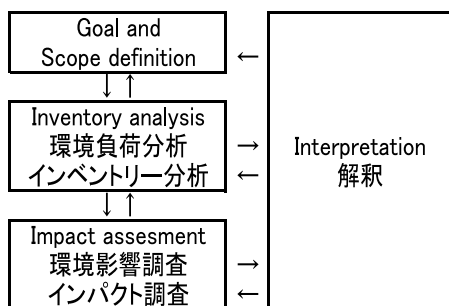 Goal and
Scope definition
←
↓↑
Inventory analysis
環境負荷分析
インベントリー分析
→
←
Interpretation
解釈
↓↑
Impact assesment
環境影響調査
インパクト調査
→
←